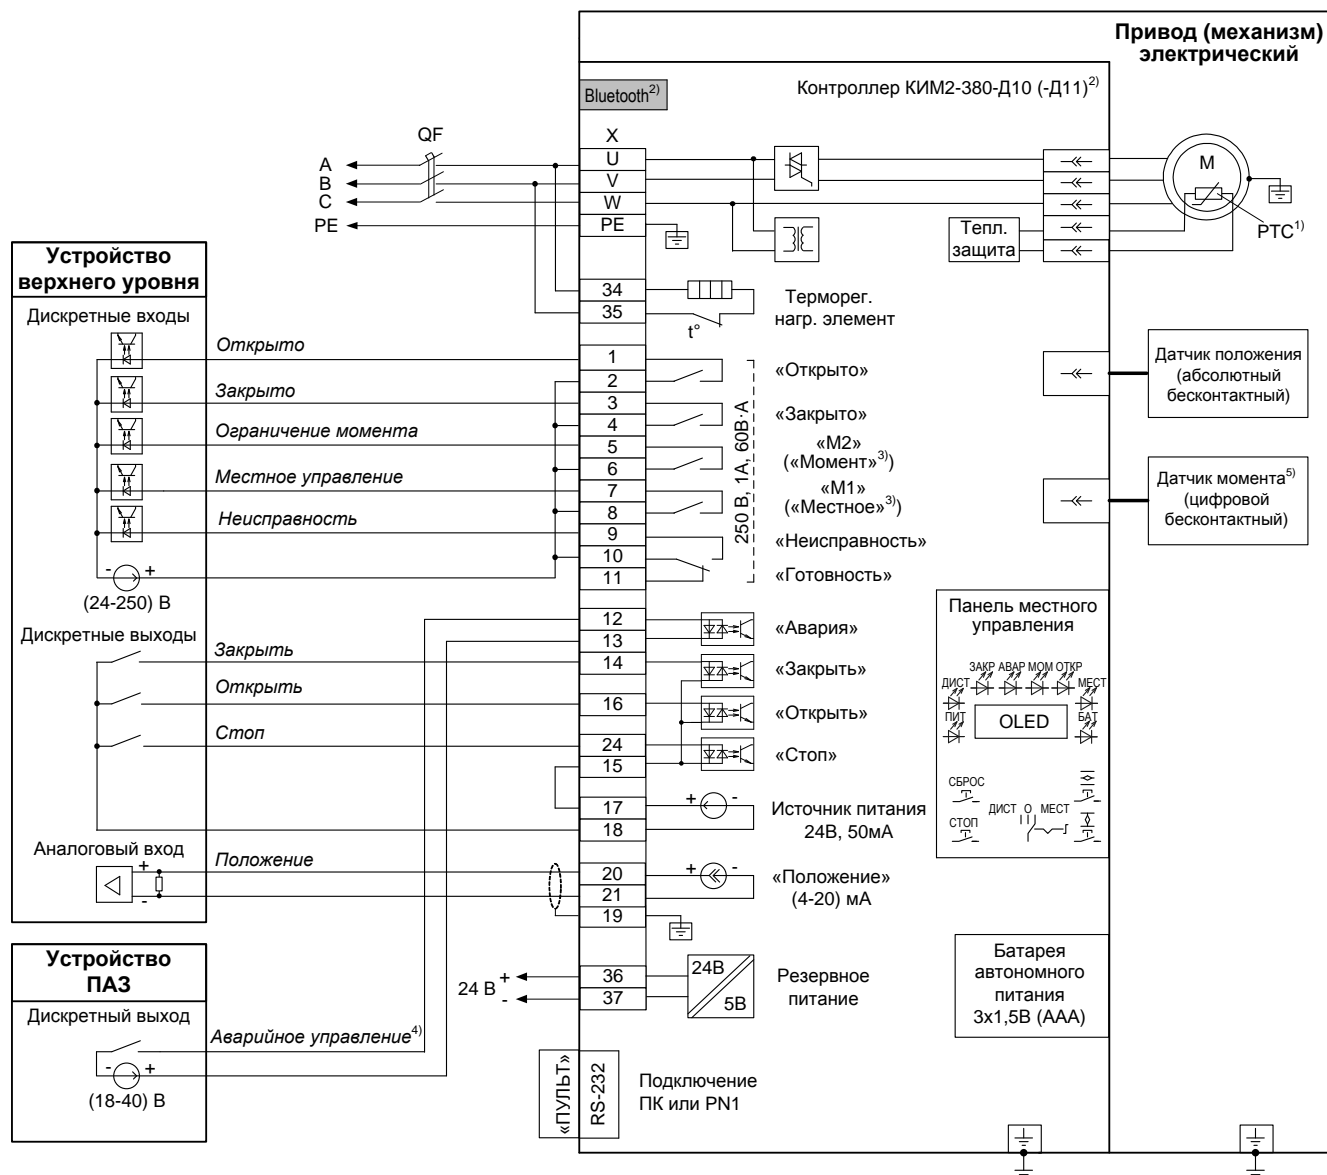 Привод (механизм)
электрический
Контроллер КИМ2-380-Д10 (-Д11)2)
Bluetooth2)
QF
X
A
B
C
PE
U
V
W
PE
M
PTC1)
Тепл.
защита
34
35
t°
Терморег.
нагр. элемент
Устройство
верхнего уровня
Дискретные входы
Открыто
Закрыто
Ограничение момента
Местное управление
Неисправность
- +
(24-250) В
1
2
3
4
5
6
7
8
9
10
11
250 В, 1А, 60В·А
«Открыто»
«Закрыто»
«М2»
(«Момент»3))
«М1»
(«Местное»3))
«Неисправность»
«Готовность»
Датчик положения
(абсолютный
бесконтактный)
Датчик момента5)
(цифровой
бесконтактный)
Дискретные выходы
Закрыть
Открыть
Стоп
12
13
14
16
24
15
17
18
«Авария»
«Закрыть»
«Открыть»
«Стоп»
+ -
Источник питания
24В, 50мА
Панель местного
управления
ЗАКР АВАР МОМ ОТКР
ДИСТ МЕСТ
ПИТ OLED БАТ
СБРОС
СТОП
ДИСТ О МЕСТ
Аналоговый вход
+
-
Положение
20
21
19
+ -
«Положение»
(4-20) мА
Устройство
ПАЗ
Дискретный выход
Аварийное управление4)
- +
(18-40) В
24 В
+
-
36
37
24В
5В
Резервное
питание
Батарея
автономного
питания
3х1,5В (ААА)
«ПУЛЬТ»
RS-232
Подключение
ПК или PN1